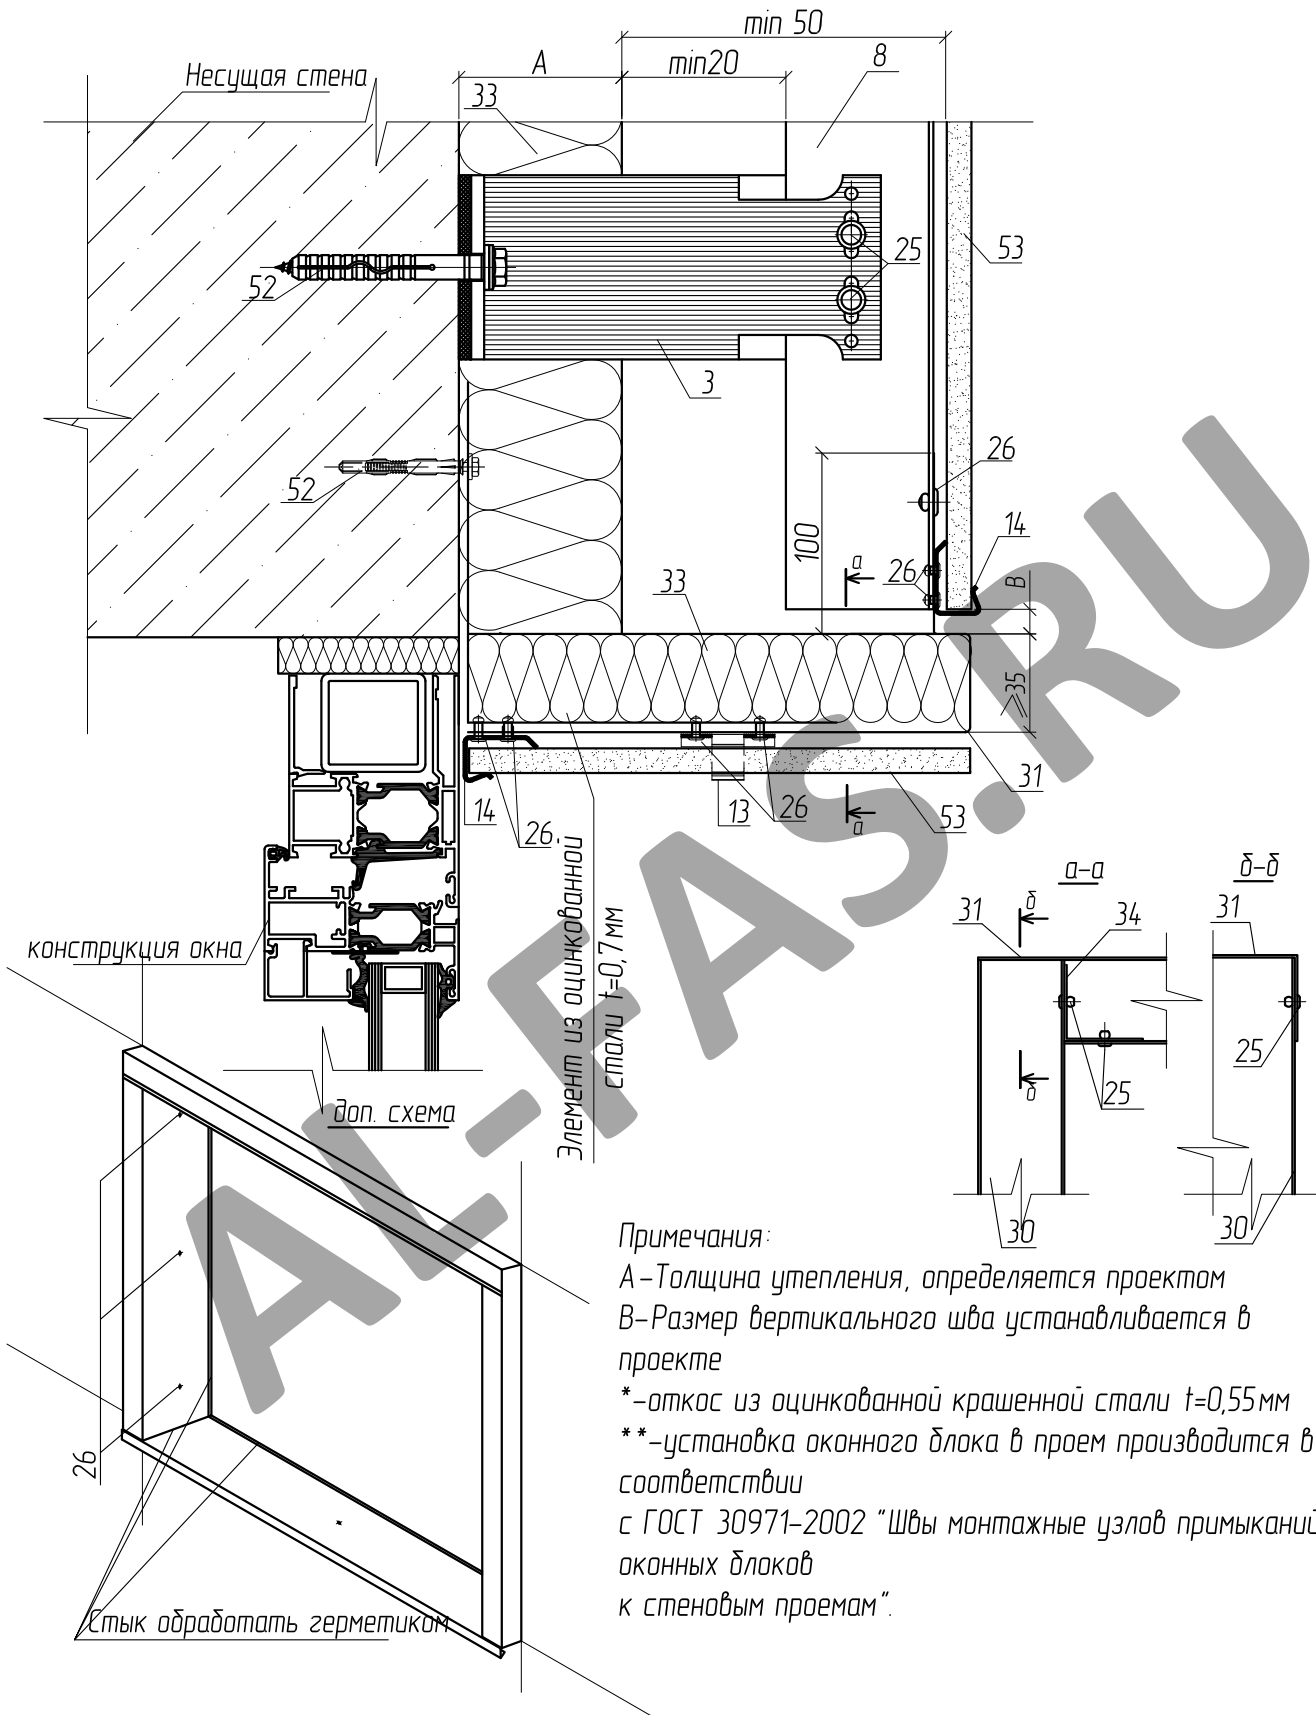 min 50
A
min20
8
Несущая стена
33
25
53
52
3
26
52
100
14
а
26
В
33
⩾35
31
14
26
13
26
53
а
Элемент из оцинкованной
стали t=0,7мм
а-а
б-б
31
б
34
31
конструкция окна
25
б
25
доп. схема
30
30
26
Стык обработать герметиком
Примечания:
А-Толщина утепления, определяется проектом
В-Размер вертикального шва устанавливается в
проекте
*-откос из оцинкованной крашенной стали t=0,55мм
**-установка оконного блока в проем производится в
соответствии
с ГОСТ 30971-2002 "Швы монтажные узлов примыканий
оконных блоков
к стеновым проемам".
AL-FAS.RU